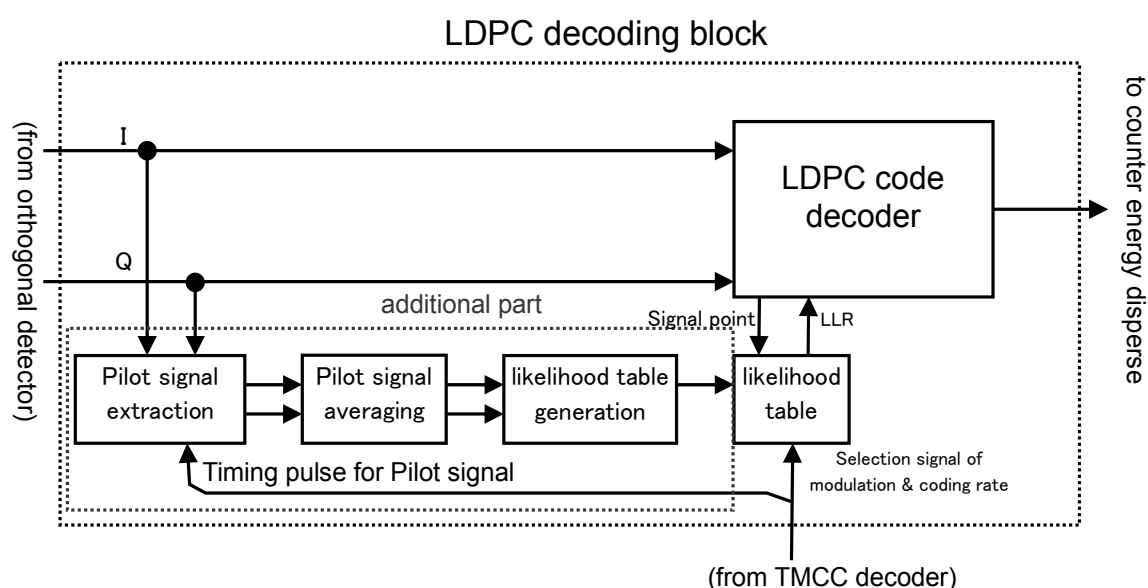 LDPC decoding block
(from orthogonal detector)
to counter energy disperse
I
Q
LDPC code
decoder
additional part
Signal point
LLR
Pilot signal
extraction
Pilot signal
averaging
likelihood table
generation
likelihood
table
Timing pulse for Pilot signal
Selection signal of
modulation & coding rate
(from TMCC decoder)